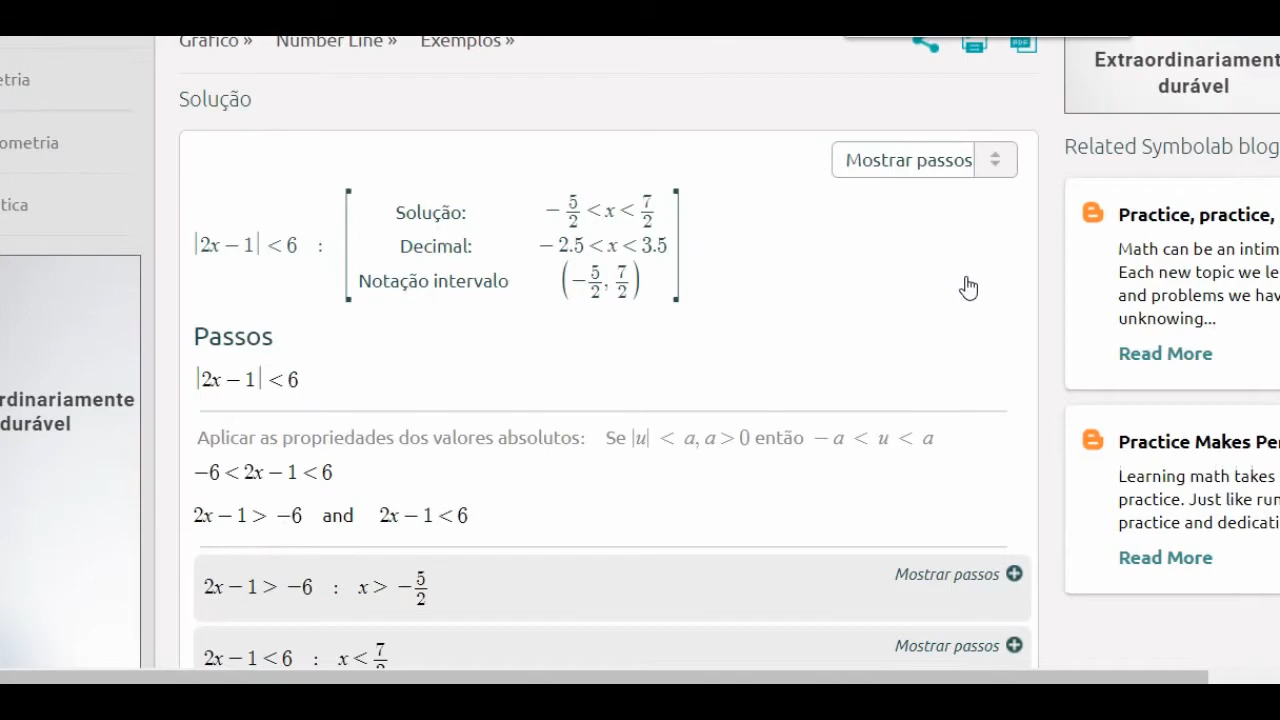 Gráfico » Number Line » Exemplos »
PDF
Extraordinariament
durável
etria
ometria
tica
rdinariamente
durável
Solução
Mostrar passos
|2x − 1| < 6 :
Solução: −5/2 < x < 7/2
Decimal: −2.5 < x < 3.5
Notação intervalo (−5/2, 7/2)
Passos
|2x − 1| < 6
Aplicar as propriedades dos valores absolutos: Se |u| < a, a > 0 então −a < u < a
−6 < 2x − 1 < 6
2x − 1 > −6 and 2x − 1 < 6
2x − 1 > −6 : x > −5/2
Mostrar passos
2x − 1 < 6 : x < 7/2
Mostrar passos
Related Symbolab blog
Practice, practice,
Math can be an intim
Each new topic we le
and problems we hav
unknowing...
Read More
Practice Makes Per
Learning math takes
practice. Just like run
practice and dedicati
Read More